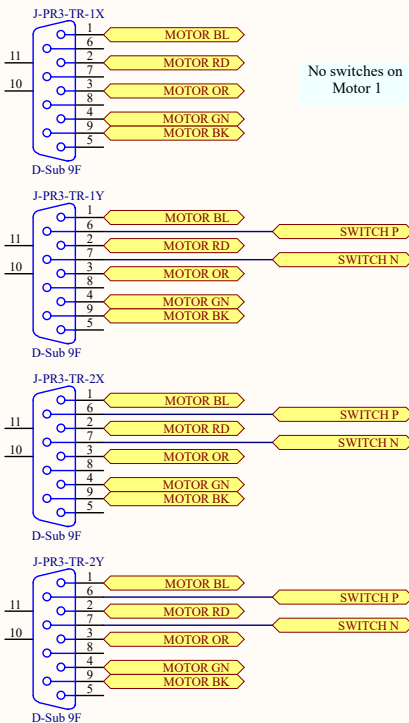 J-PR3-TR-1X
1 MOTOR BL
6
11 2 MOTOR RD
7
10 3 MOTOR OR
8
4 MOTOR GN
9 MOTOR BK
5
D-Sub 9F
No switches on
Motor 1
J-PR3-TR-1Y
1 MOTOR BL
6 SWITCH P
11 2 MOTOR RD
7 SWITCH N
10 3 MOTOR OR
8
4 MOTOR GN
9 MOTOR BK
5
D-Sub 9F
J-PR3-TR-2X
1 MOTOR BL
6 SWITCH P
11 2 MOTOR RD
7 SWITCH N
10 3 MOTOR OR
8
4 MOTOR GN
9 MOTOR BK
5
D-Sub 9F
J-PR3-TR-2Y
1 MOTOR BL
6 SWITCH P
11 2 MOTOR RD
7 SWITCH N
10 3 MOTOR OR
8
4 MOTOR GN
9 MOTOR BK
5
D-Sub 9F